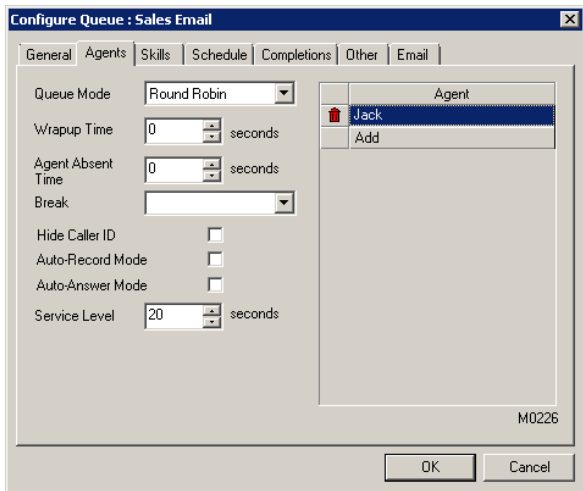 Configure Queue : Sales Email
General Agents Skills Schedule Completions Other Email
Queue Mode Round Robin
Wrapup Time 0 seconds
Agent Absent
Time 0 seconds
Break
Hide Caller ID
Auto-Record Mode
Auto-Answer Mode
Service Level 20 seconds
Agent
Jack
Add
M0226
OK Cancel